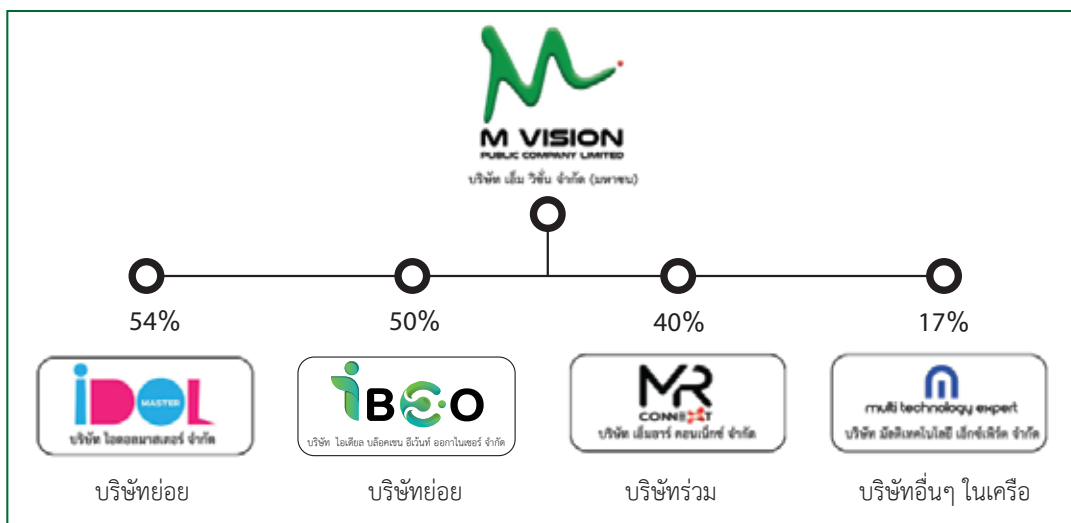 M VISION
PUBLIC COMPANY LIMITED
บริษัท เอ็ม วิชั่น จำกัด (มหาชน)
54%
50%
40%
17%
iDOL
MASTER
บริษัท ไอดอลมาสเตอร์ จำกัด
iBEO
บริษัท ไอเดียล บล็อคเชน อีเว้นท์ ออกาไนเซอร์ จำกัด
MR
CONNEXT
บริษัท เอ็มอาร์ คอนเน็กซ์ จำกัด
multi technology expert
บริษัท มัลติเทคโนโลยี เอ็กซ์เพิร์ต จำกัด
บริษัทย่อย
บริษัทย่อย
บริษัทร่วม
บริษัทอื่นๆ ในเครือ